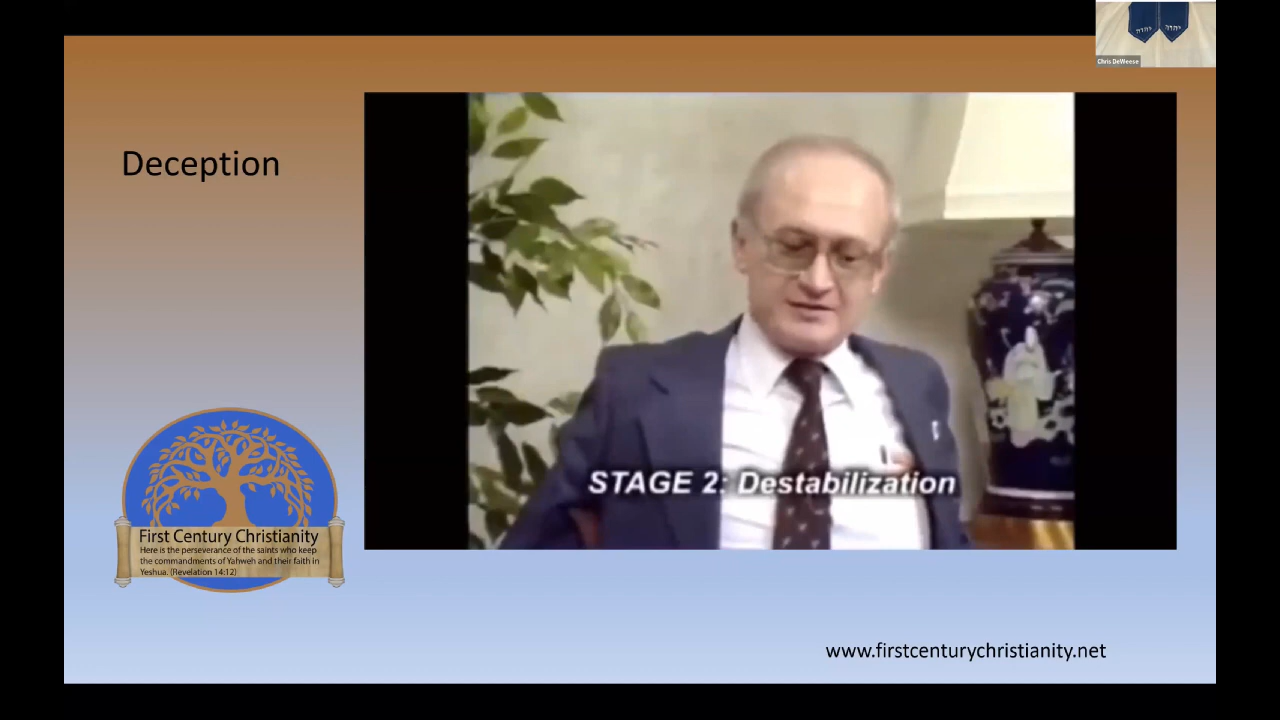 Chris DeWeese
Deception
STAGE 2: Destabilization
First Century Christianity
Here is the perseverance of the saints who keep
the commandments of Yahweh and their faith in
Yeshua. (Revelation 14:12)
www.firstcenturychristianity.net